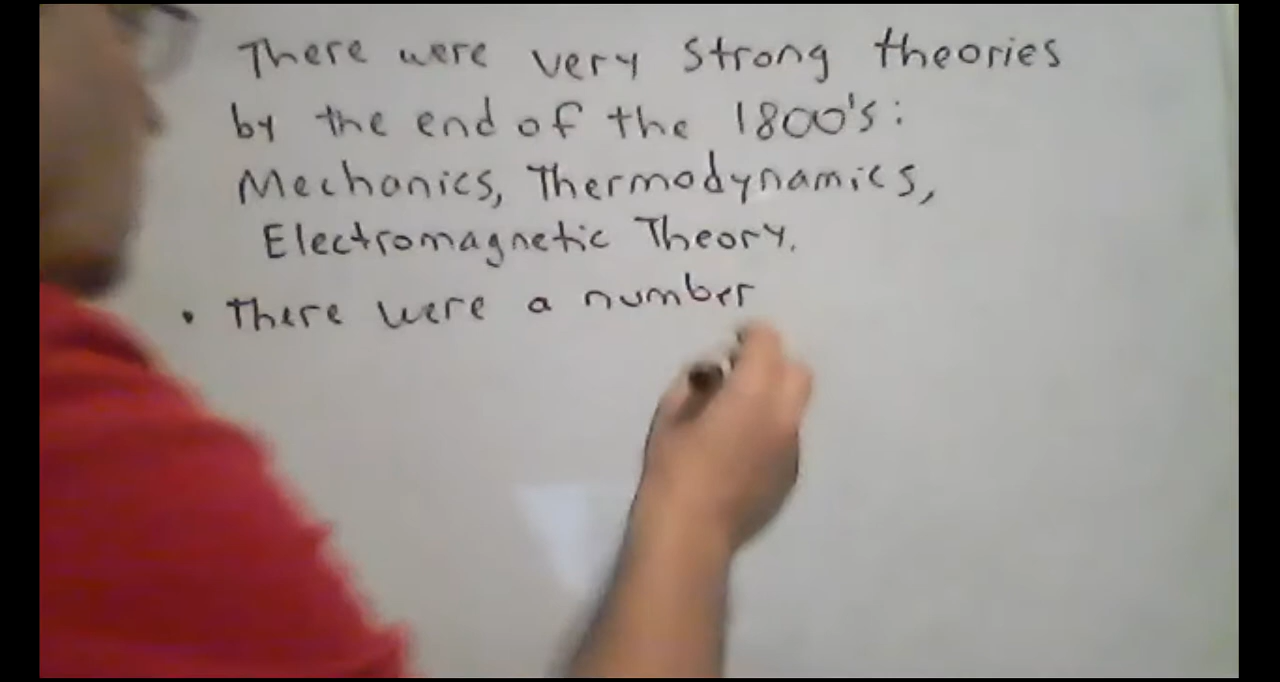 There were very strong theories
by the end of the 1800's:
Mechanics, Thermodynamics,
Electromagnetic Theory.
• There were a number